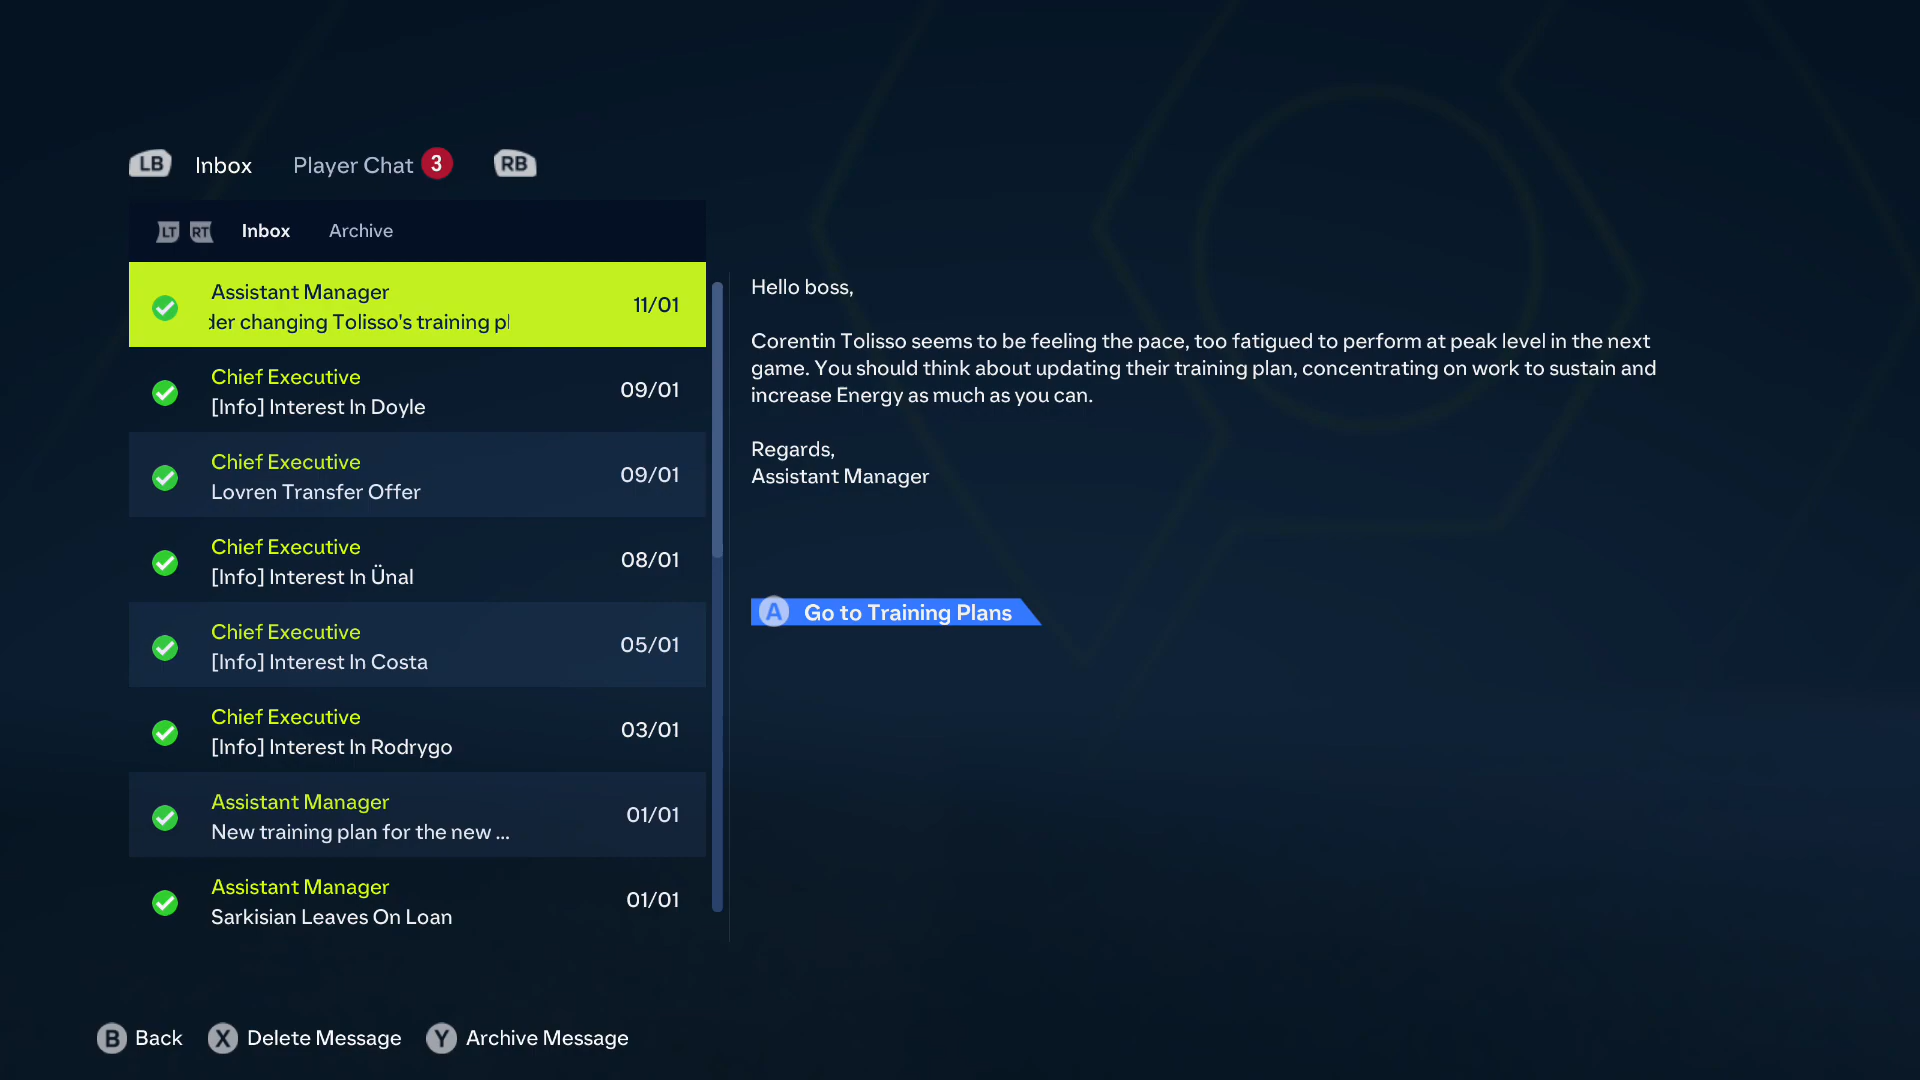 LB Inbox Player Chat 3 RB
LT RT Inbox Archive
Assistant Manager
der changing Tolisso's training pl
11/01
Chief Executive
[Info] Interest In Doyle
09/01
Chief Executive
Lovren Transfer Offer
09/01
Chief Executive
[Info] Interest In Ünal
08/01
Chief Executive
[Info] Interest In Costa
05/01
Chief Executive
[Info] Interest In Rodrygo
03/01
Assistant Manager
New training plan for the new ...
01/01
Assistant Manager
Sarkisian Leaves On Loan
01/01
Hello boss,
Corentin Tolisso seems to be feeling the pace, too fatigued to perform at peak level in the next
game. You should think about updating their training plan, concentrating on work to sustain and
increase Energy as much as you can.
Regards,
Assistant Manager
A Go to Training Plans
B Back X Delete Message Y Archive Message